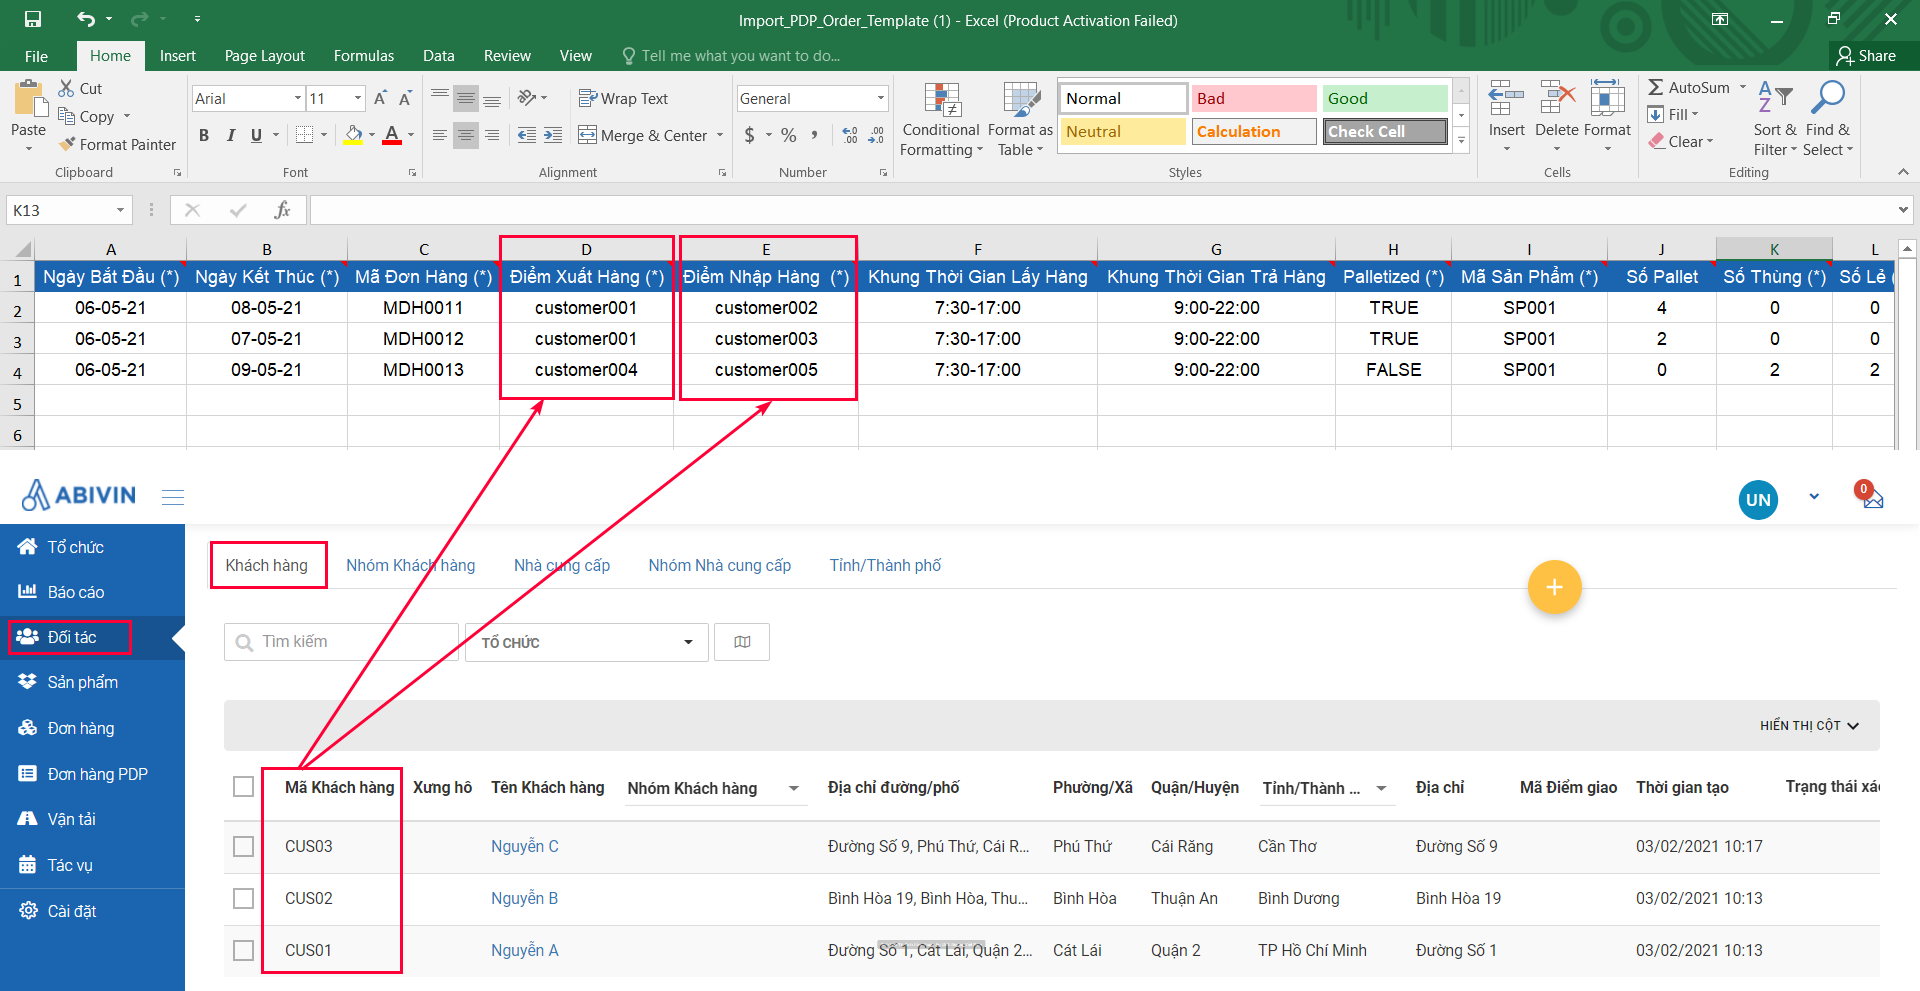 Import_PDP_Order_Template (1) - Excel (Product Activation Failed)
File Home Insert Page Layout Formulas Data Review View Tell me what you want to do... Share
Paste Cut Copy Format Painter
Clipboard
Arial 11 A A
B I U A
Font
Wrap Text
Merge & Center
Alignment
General
$ % ,
Number
Conditional Formatting Format as Table
Normal Bad Good
Neutral Calculation Check Cell
Styles
Insert Delete Format
Cells
AutoSum Fill Clear Sort & Filter Find & Select
Editing
K13 fx
A B C D E F G H I J K L
1 Ngày Bắt Đầu (*) Ngày Kết Thúc (*) Mã Đơn Hàng (*) Điểm Xuất Hàng (*) Điểm Nhập Hàng (*) Khung Thời Gian Lấy Hàng Khung Thời Gian Trả Hàng Palletized (*) Mã Sản Phẩm (*) Số Pallet Số Thùng (*) Số Lẻ (
2 06-05-21 08-05-21 MDH0011 customer001 customer002 7:30-17:00 9:00-22:00 TRUE SP001 4 0 0
3 06-05-21 07-05-21 MDH0012 customer001 customer003 7:30-17:00 9:00-22:00 TRUE SP001 2 0 0
4 06-05-21 09-05-21 MDH0013 customer004 customer005 7:30-17:00 9:00-22:00 FALSE SP001 0 2 2
5
6
ABIVIN UN 0
Tổ chức
Báo cáo
Đối tác
Sản phẩm
Đơn hàng
Đơn hàng PDP
Vận tải
Tác vụ
Cài đặt
Khách hàng Nhóm Khách hàng Nhà cung cấp Nhóm Nhà cung cấp Tỉnh/Thành phố
+
Tìm kiếm TỔ CHỨC
HIỂN THỊ CỘT
Mã Khách hàng Xưng hô Tên Khách hàng Nhóm Khách hàng Địa chỉ đường/phố Phường/Xã Quận/Huyện Tỉnh/Thành ... Địa chỉ Mã Điểm giao Thời gian tạo Trạng thái xác
CUS03 Nguyễn C Đường Số 9, Phú Thứ, Cái R... Phú Thứ Cái Răng Cần Thơ Đường Số 9 03/02/2021 10:17
CUS02 Nguyễn B Bình Hòa 19, Bình Hòa, Thu... Bình Hòa Thuận An Bình Dương Bình Hòa 19 03/02/2021 10:13
CUS01 Nguyễn A Đường Số 1, Cát Lái, Quận 2... Cát Lái Quận 2 TP Hồ Chí Minh Đường Số 1 03/02/2021 10:13